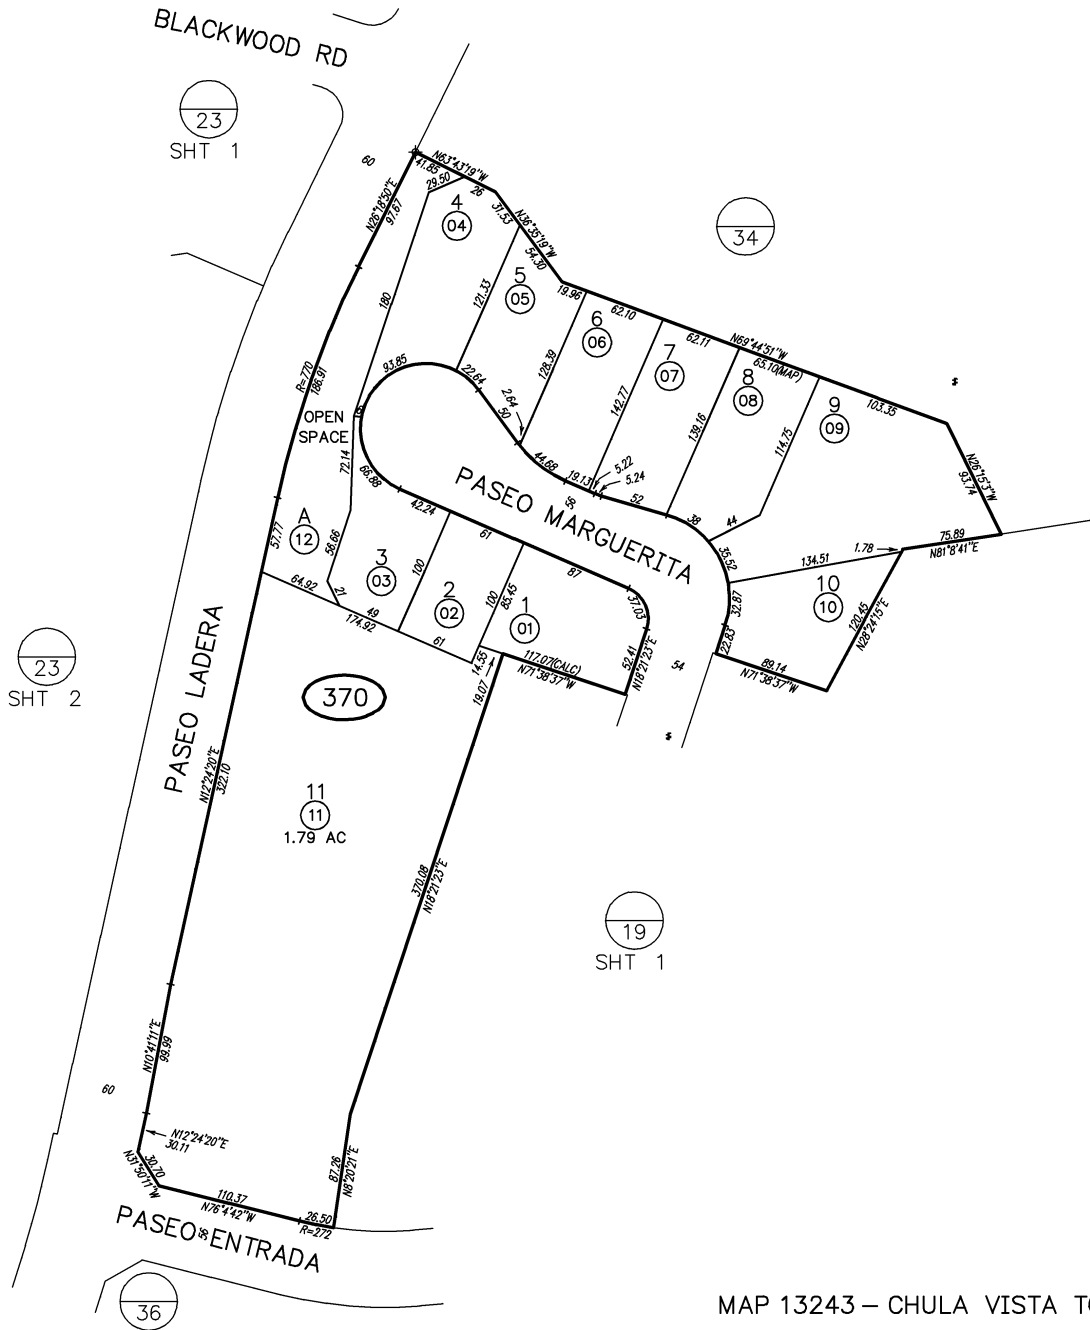 BLACKWOOD RD
23
SHT 1
60
N63°43'19"W
41.85
29.50
26
N26°18'50"E
97.67
4
04
31.53
N36°35'19"W
54.30
34
180
121.33
5
05
19.96
62.10
6
06
62.11
N69°44'51"W
65.10(MAP)
7
07
8
08
9
09
103.35
R=770
186.91
93.85
22.64
128.39
2.64
50
142.77
139.16
114.75
N26°15'3"W
93.74
OPEN
SPACE
72.14
66.88
44.68
19.13
5.22
5.24
PASEO MARGUERITA
52
38
44
35.52
1.78
75.89
N81°8'41"E
134.51
57.77
A
12
58.66
42.24
61
87
37.03
32.87
10
10
120.45
N28°24'15"E
64.92
21
3
03
100
2
02
100
85.45
1
01
49
174.92
61
14.55
19.07
117.07(CALC)
N71°38'37"W
52.41
N18°21'23"E
54
22.83
89.14
N71°38'37"W
23
SHT 2
370
PASEO LADERA
N12°24'20"E
322.10
11
11
1.79 AC
370.08
N18°21'23"E
19
SHT 1
N10°41'11"E
99.99
60
N12°24'20"E
30.11
30.70
N31°50'11"W
110.37
N76°4'42"W
26.50
R=272
87.26
N8°20'21"E
PASEO ENTRADA
56
36
MAP 13243 – CHULA VISTA